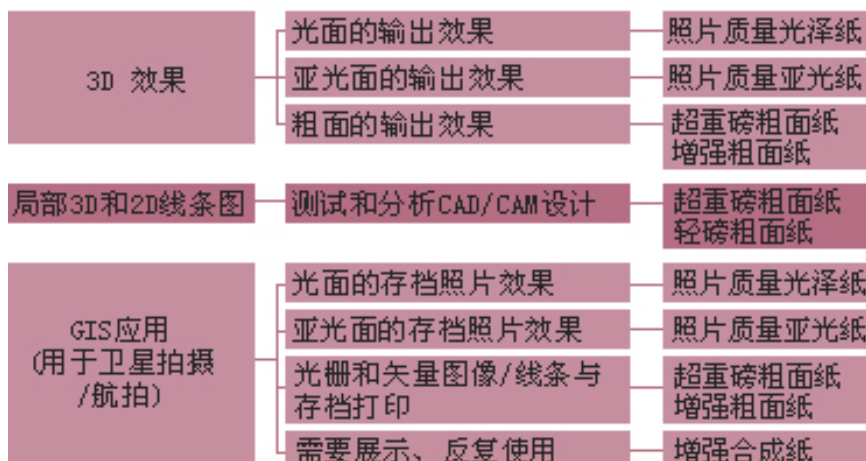 3D 效果
光面的输出效果
照片质量光泽纸
亚光面的输出效果
照片质量亚光纸
粗面的输出效果
超重磅粗面纸
增强粗面纸
局部3D和2D线条图
测试和分析CAD/CAM设计
超重磅粗面纸
轻磅粗面纸
GIS应用
(用于卫星拍摄
/航拍)
光面的存档照片效果
照片质量光泽纸
亚光面的存档照片效果
照片质量亚光纸
光栅和矢量图像/线条与
存档打印
超重磅粗面纸
增强粗面纸
需要展示、反复使用
增强合成纸